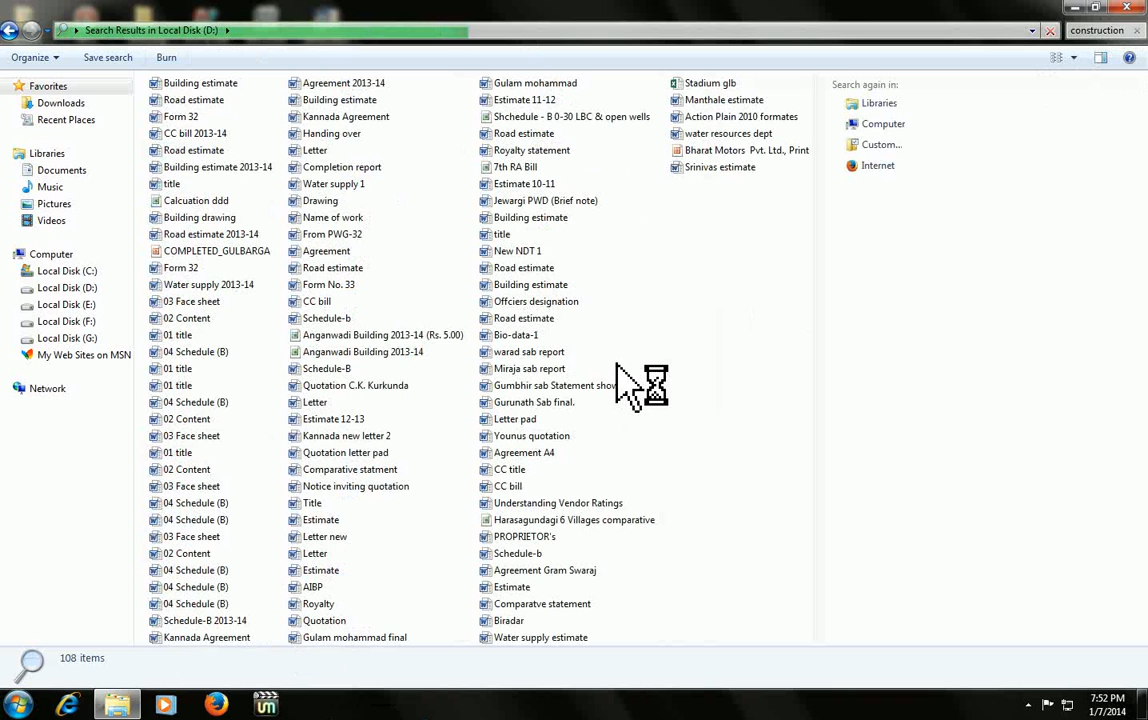 Search Results in Local Disk (D:)
construction
Organize
Save search
Burn
Favorites
Downloads
Recent Places
Libraries
Documents
Music
Pictures
Videos
Computer
Local Disk (C:)
Local Disk (D:)
Local Disk (E:)
Local Disk (F:)
Local Disk (G:)
My Web Sites on MSN
Network
Building estimate
Road estimate
Form 32
CC bill 2013-14
Road estimate
Building estimate 2013-14
title
Calcuation ddd
Building drawing
Road estimate 2013-14
COMPLETED_GULBARGA
Form 32
Water supply 2013-14
03 Face sheet
02 Content
01 title
04 Schedule (B)
01 title
01 title
04 Schedule (B)
02 Content
03 Face sheet
01 title
02 Content
03 Face sheet
04 Schedule (B)
04 Schedule (B)
03 Face sheet
02 Content
04 Schedule (B)
04 Schedule (B)
04 Schedule (B)
Schedule-B 2013-14
Kannada Agreement
Agreement 2013-14
Building estimate
Kannada Agreement
Handing over
Letter
Completion report
Water supply 1
Drawing
Name of work
From PWG-32
Agreement
Road estimate
Form No. 33
CC bill
Schedule-b
Anganwadi Building 2013-14 (Rs. 5.00)
Anganwadi Building 2013-14
Schedule-B
Quotation C.K. Kurkunda
Letter
Estimate 12-13
Kannada new letter 2
Quotation letter pad
Comparative statment
Notice inviting quotation
Title
Estimate
Letter new
Letter
Estimate
AIBP
Royalty
Quotation
Gulam mohammad final
Gulam mohammad
Estimate 11-12
Shchedule - B 0-30 LBC & open wells
Road estimate
Royalty statement
7th RA Bill
Estimate 10-11
Jewargi PWD (Brief note)
Building estimate
title
New NDT 1
Road estimate
Building estimate
Offciers designation
Road estimate
Bio-data-1
warad sab report
Miraja sab report
Gumbhir sab Statement show
Gurunath Sab final.
Letter pad
Younus quotation
Agreement A4
CC title
CC bill
Understanding Vendor Ratings
Harasagundagi 6 Villages comparative
PROPRIETOR's
Schedule-b
Agreement Gram Swaraj
Estimate
Comparatve statement
Biradar
Water supply estimate
Stadium glb
Manthale estimate
Action Plain 2010 formates
water resources dept
Bharat Motors Pvt. Ltd., Print
Srinivas estimate
Search again in:
Libraries
Computer
Custom...
Internet
108 items
7:52 PM
1/7/2014